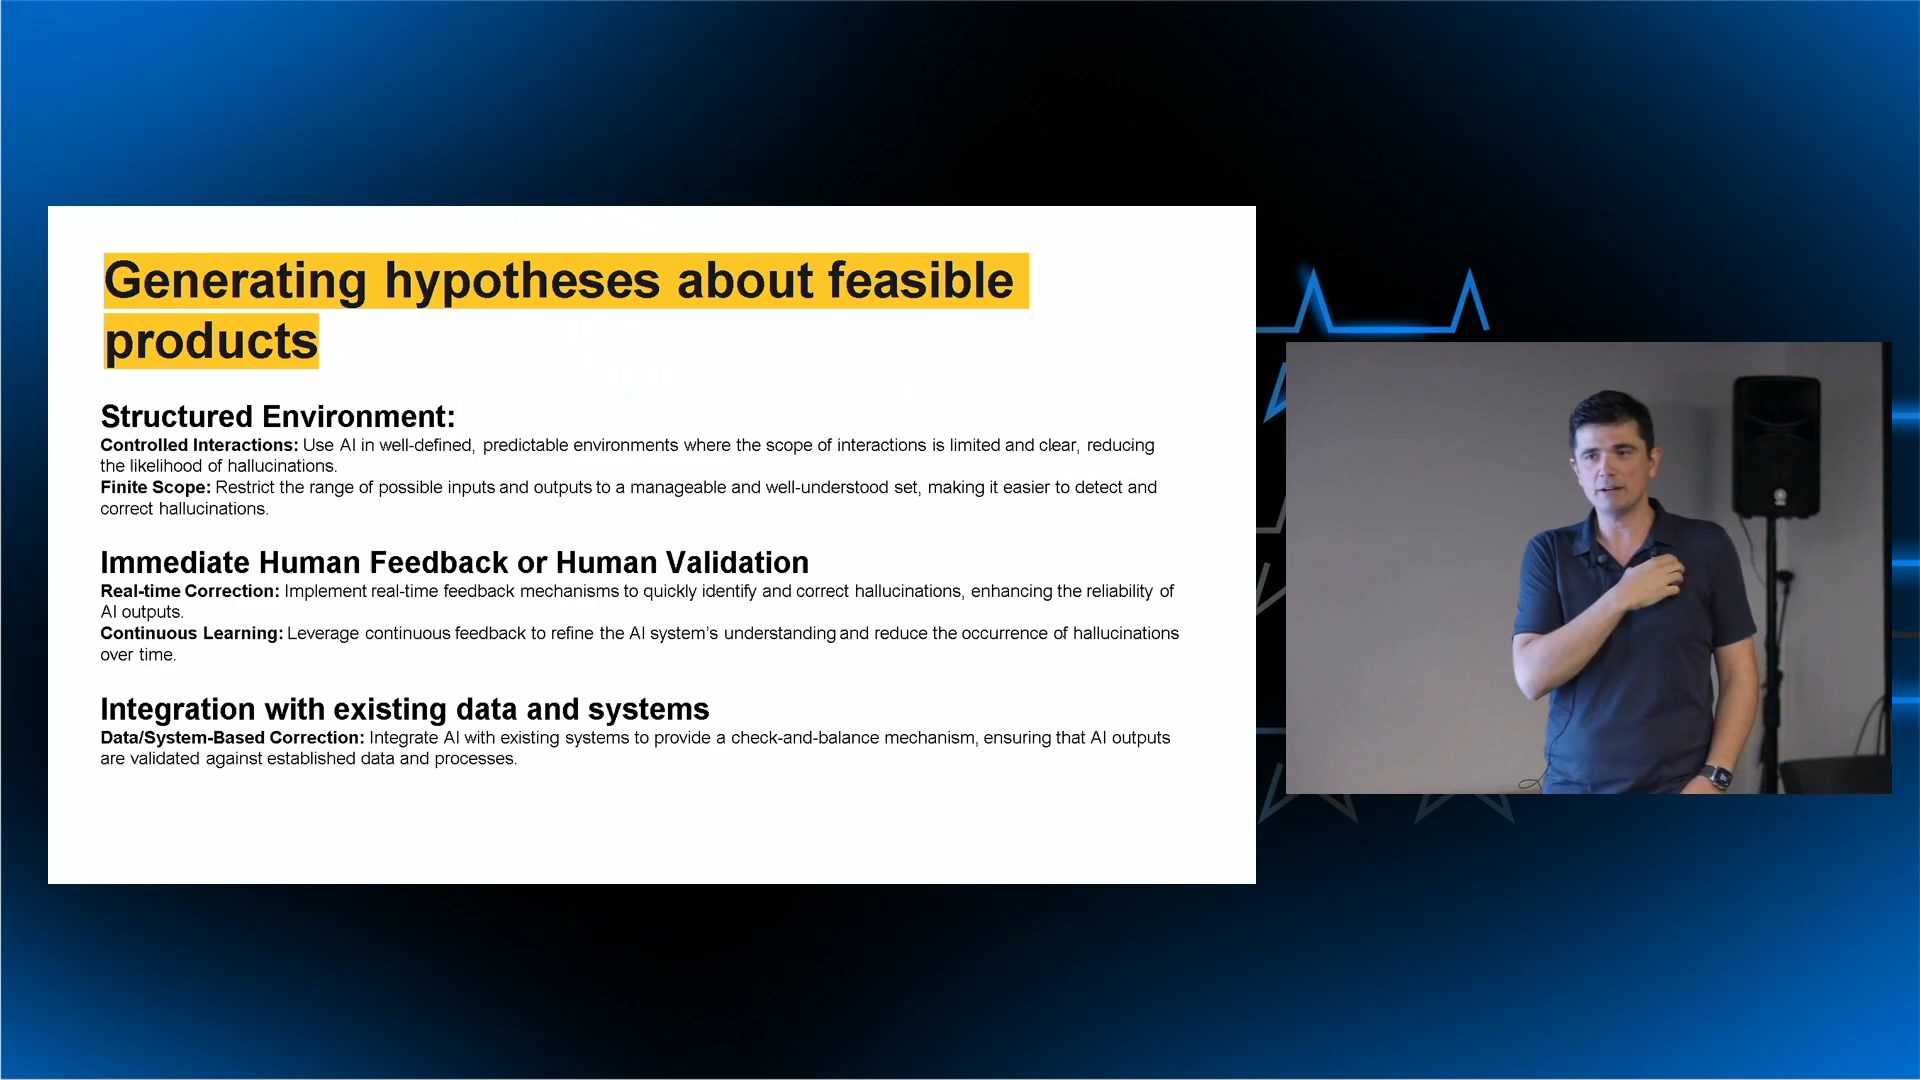 Generating hypotheses about feasible
products
Structured Environment:
Controlled Interactions: Use AI in well-defined, predictable environments where the scope of interactions is limited and clear, reducing
the likelihood of hallucinations.
Finite Scope: Restrict the range of possible inputs and outputs to a manageable and well-understood set, making it easier to detect and
correct hallucinations.
Immediate Human Feedback or Human Validation
Real-time Correction: Implement real-time feedback mechanisms to quickly identify and correct hallucinations, enhancing the reliability of
AI outputs.
Continuous Learning: Leverage continuous feedback to refine the AI system's understanding and reduce the occurrence of hallucinations
over time.
Integration with existing data and systems
Data/System-Based Correction: Integrate AI with existing systems to provide a check-and-balance mechanism, ensuring that AI outputs
are validated against established data and processes.